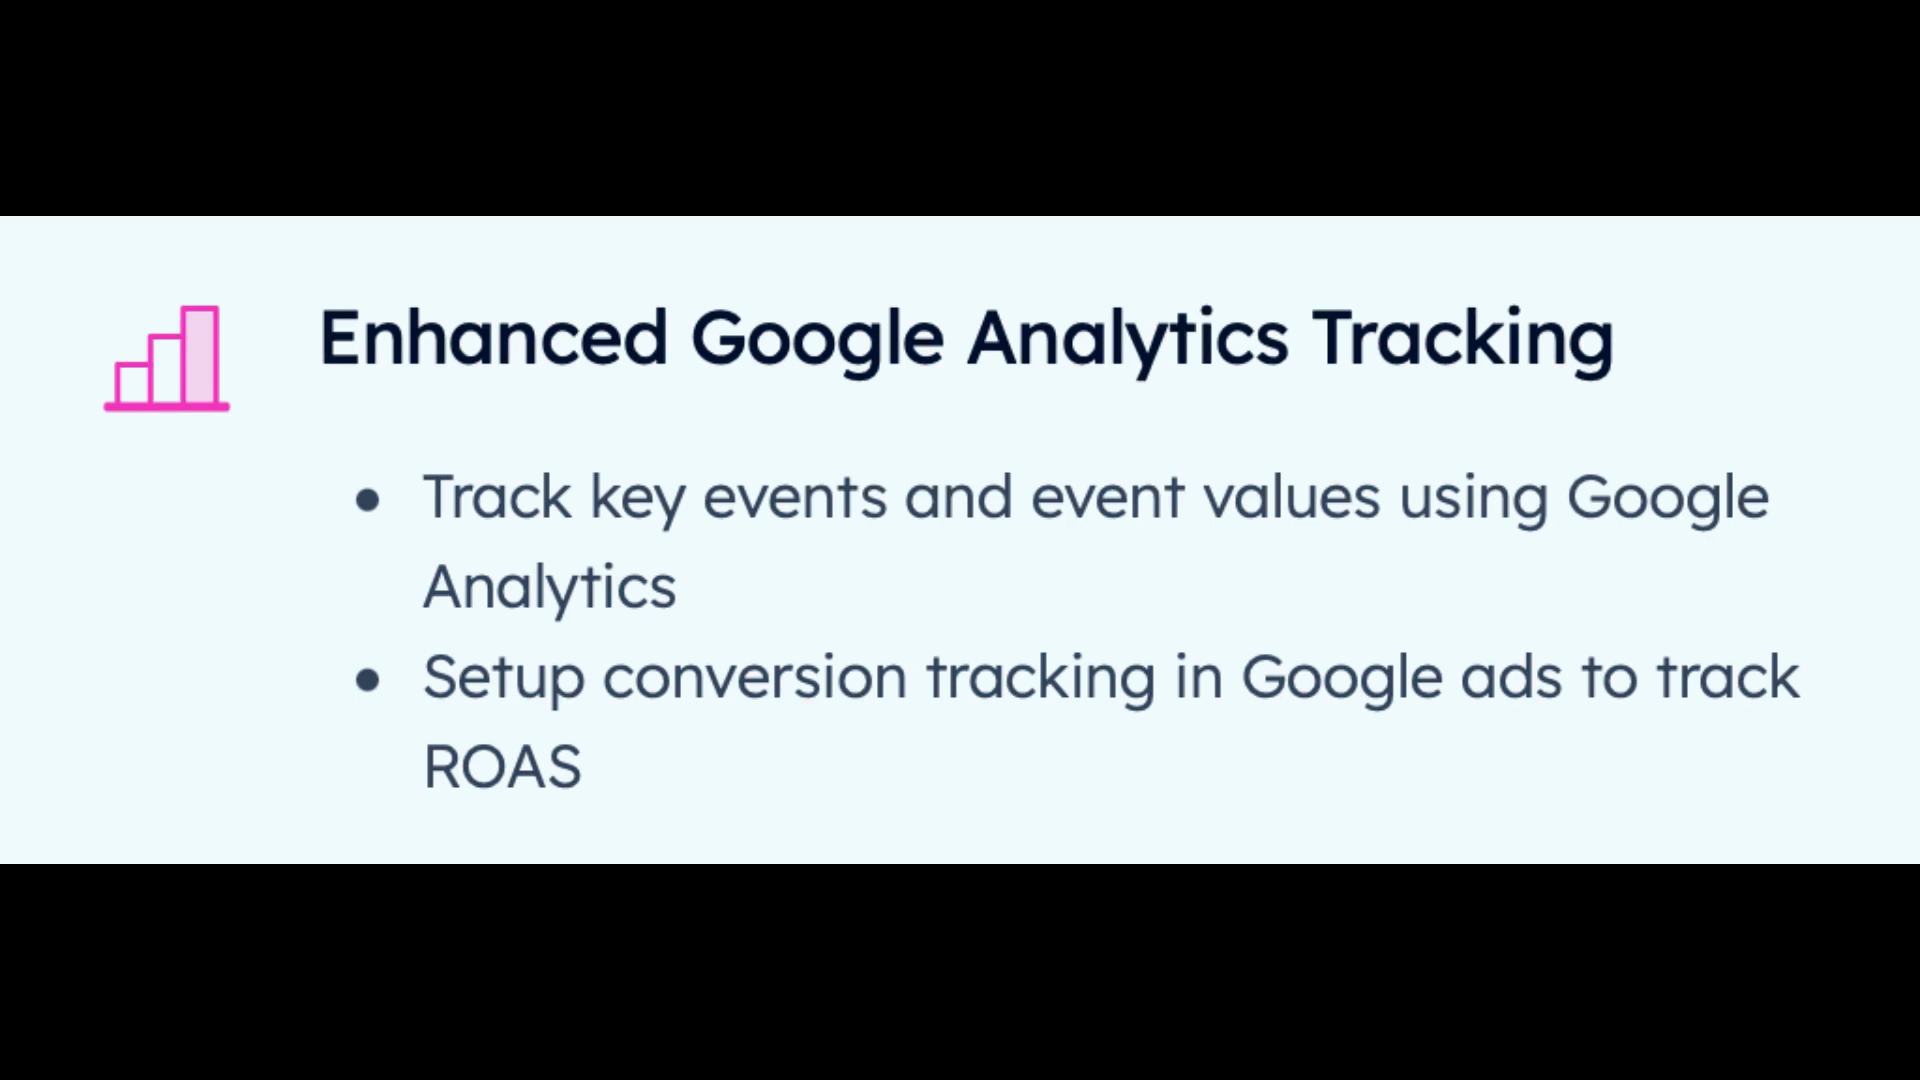 Enhanced Google Analytics Tracking
Track key events and event values using Google
Analytics
Setup conversion tracking in Google ads to track
ROAS